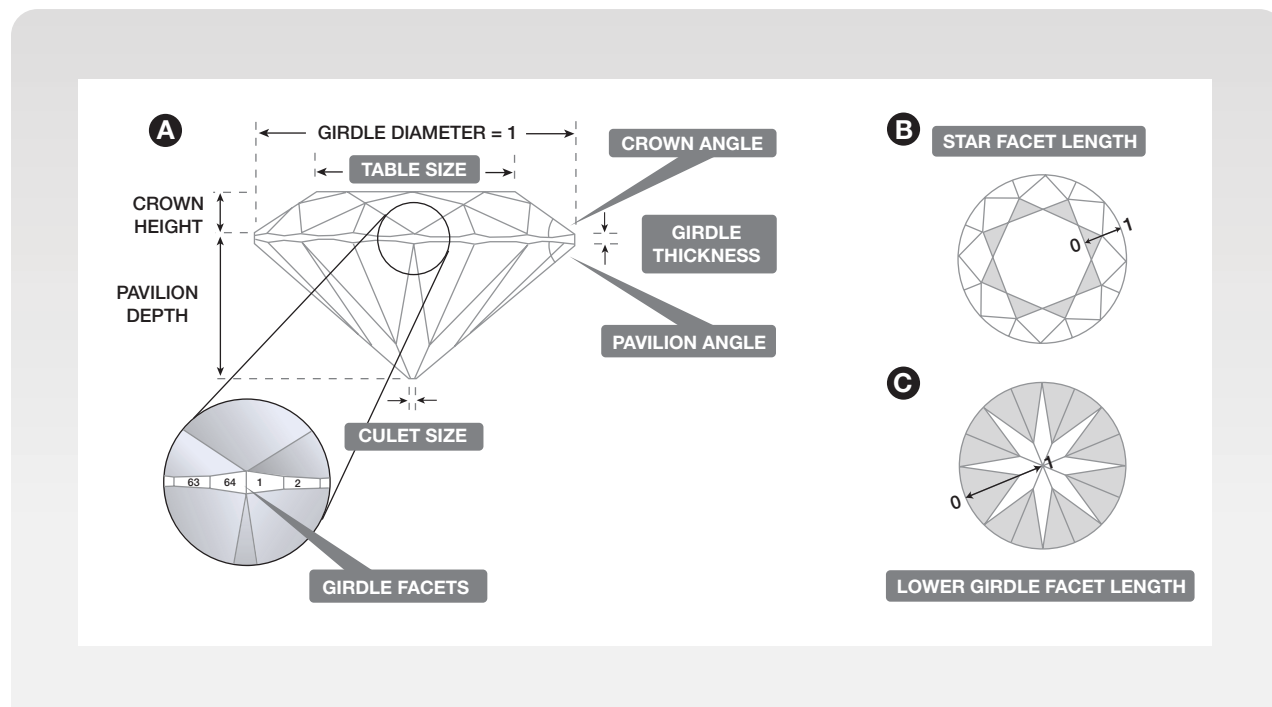 A
GIRDLE DIAMETER = 1
TABLE SIZE
CROWN ANGLE
CROWN
HEIGHT
GIRDLE
THICKNESS
PAVILION
DEPTH
PAVILION ANGLE
CULET SIZE
63 64 1 2
GIRDLE FACETS
B
STAR FACET LENGTH
0 1
C
1
0
LOWER GIRDLE FACET LENGTH